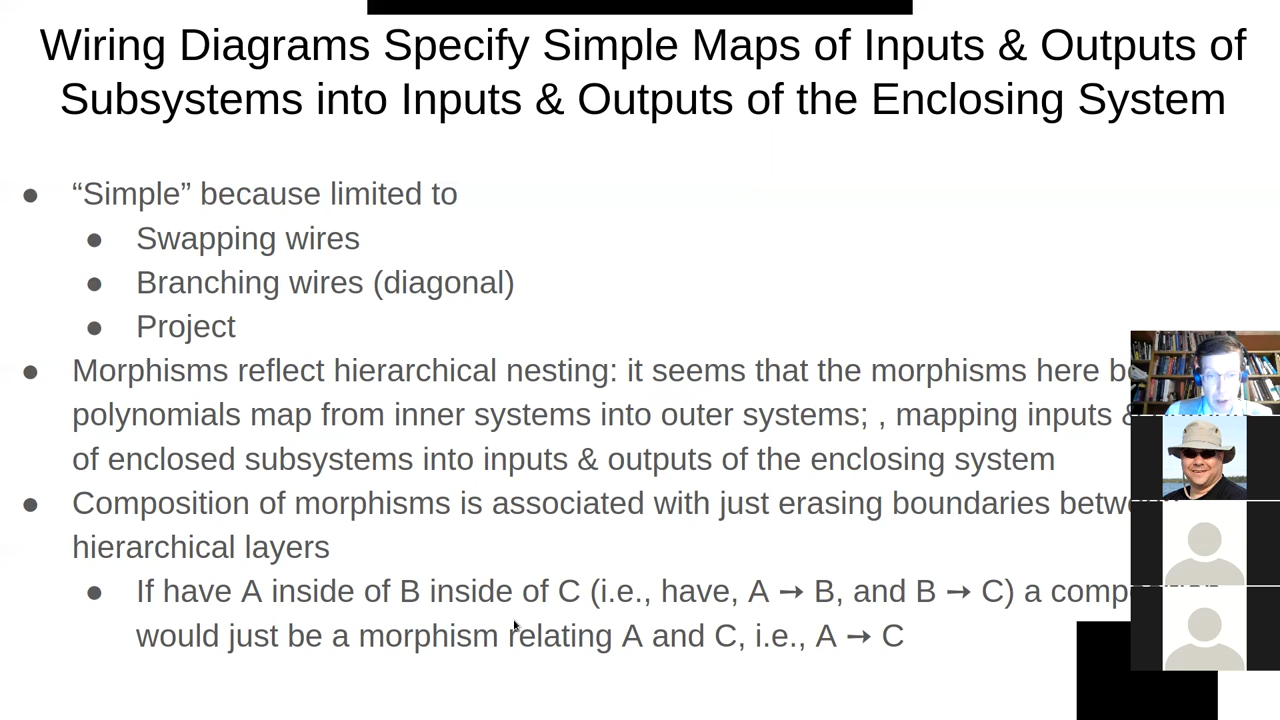 Wiring Diagrams Specify Simple Maps of Inputs & Outputs of
Subsystems into Inputs & Outputs of the Enclosing System
● “Simple” because limited to
● Swapping wires
● Branching wires (diagonal)
● Project
● Morphisms reflect hierarchical nesting: it seems that the morphisms here
polynomials map from inner systems into outer systems; , mapping inputs &
of enclosed subsystems into inputs & outputs of the enclosing system
● Composition of morphisms is associated with just erasing boundaries
hierarchical layers
● If have A inside of B inside of C (i.e., have, A → B, and B → C) a
would just be a morphism relating A and C, i.e., A → C